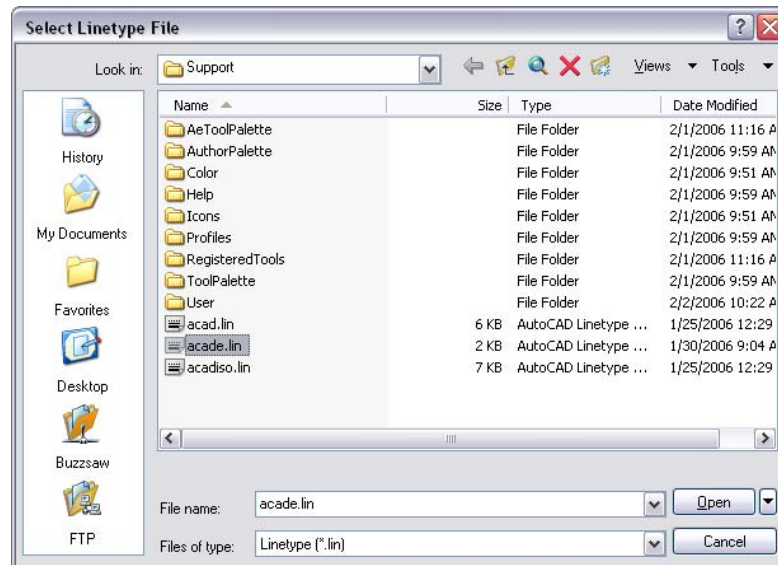 Select Linetype File
Look in: Support Views Tools
Name Size Type Date Modified
AeToolPalette File Folder 2/1/2006 11:16 A
AuthorPalette File Folder 2/1/2006 9:59 AM
Color File Folder 2/1/2006 9:51 AM
Help File Folder 2/1/2006 9:59 AM
Icons File Folder 2/1/2006 9:51 AM
Profiles File Folder 2/1/2006 9:59 AM
RegisteredTools File Folder 2/1/2006 11:16 A
ToolPalette File Folder 2/1/2006 9:59 AM
User File Folder 2/2/2006 10:22 A
acad.lin 6 KB AutoCAD Linetype ... 1/25/2006 12:29
acade.lin 2 KB AutoCAD Linetype ... 1/30/2006 9:04 A
acadiso.lin 7 KB AutoCAD Linetype ... 1/25/2006 12:29
History
My Documents
Favorites
Desktop
Buzzsaw
FTP
File name: acade.lin Open
Files of type: Linetype (*.lin) Cancel